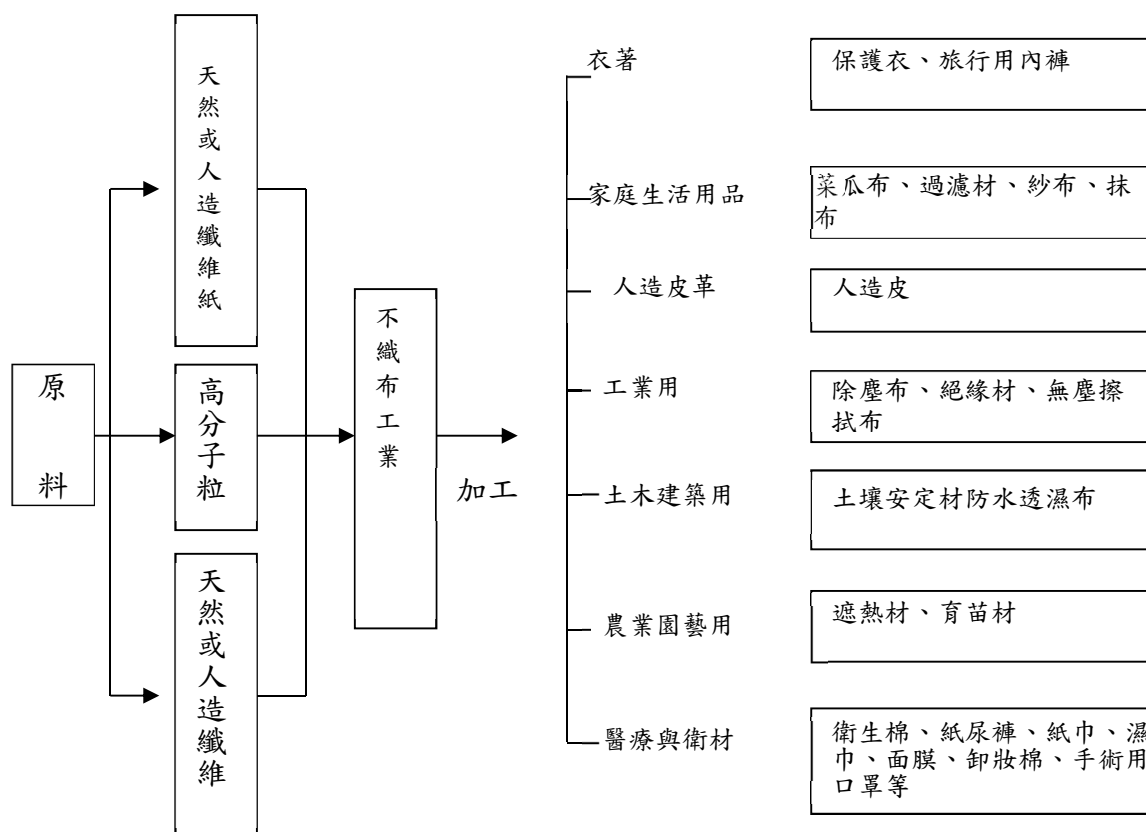 原
料
天然或人造纖維紙
高分子粒
天然或人造纖維
不織布工業
加工
衣著
保護衣、旅行用內褲
家庭生活用品
菜瓜布、過濾材、紗布、抹
布
人造皮革
人造皮
工業用
除塵布、絕緣材、無塵擦
拭布
土木建築用
土壤安定材防水透濕布
農業園藝用
遮熱材、育苗材
醫療與衛材
衛生棉、紙尿褲、紙巾、濕
巾、面膜、卸妝棉、手術用
口罩等